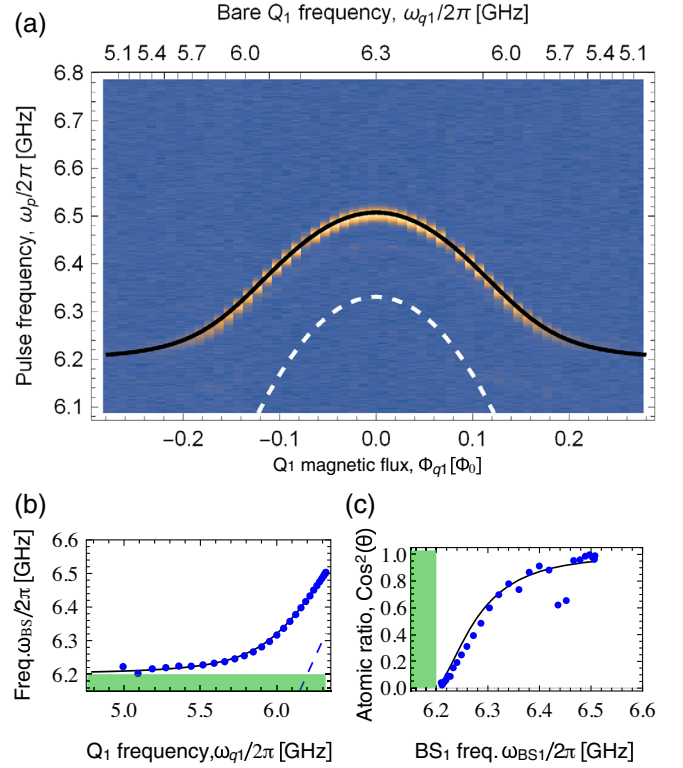 (a)
Bare Q1 frequency, ωq1/2π [GHz]
5.1 5.4 5.7 6.0 6.3 6.0 5.7 5.4 5.1
Pulse frequency, ωp/2π [GHz]
6.8
6.7
6.5
6.4
6.3
6.2
6.1
−0.2 −0.1 0.0 0.1 0.2
Q1 magnetic flux, Φq1[Φ0]
(b)
Freq.ωBS/2π [GHz]
6.6
6.5
6.3
6.2
6.0
5.0 5.5 6.0
Q1 frequency,ωq1/2π [GHz]
(c)
Atomic ratio, Cos²(θ)
1.0
0.8
0.6
0.4
0.2
0.0
6.2 6.3 6.4 6.5 6.6
BS1 freq. ωBS1/2π [GHz]